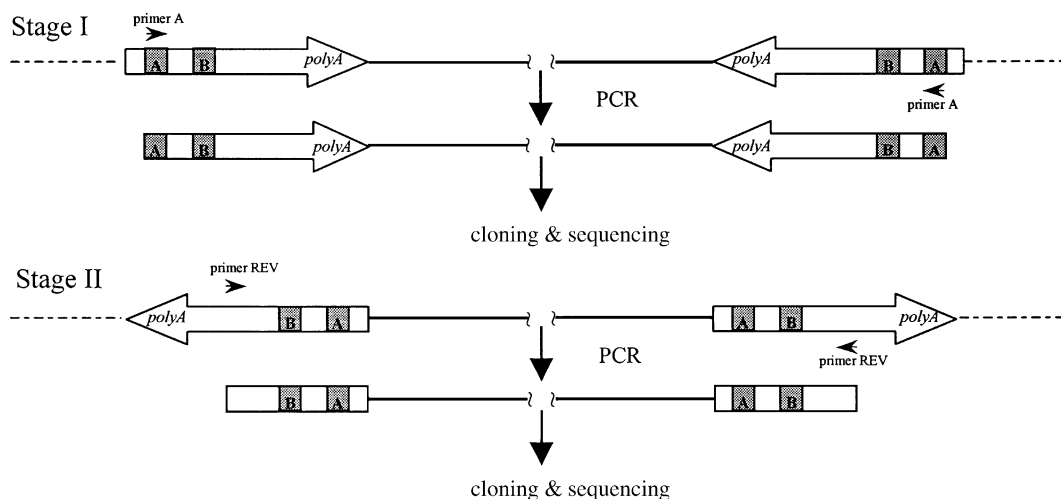 Stage I
primer A
A B polyA polyA B A
PCR
primer A
A B polyA polyA B A
cloning & sequencing
Stage II
primer REV
polyA B A A B polyA
PCR
primer REV
B A A B
cloning & sequencing